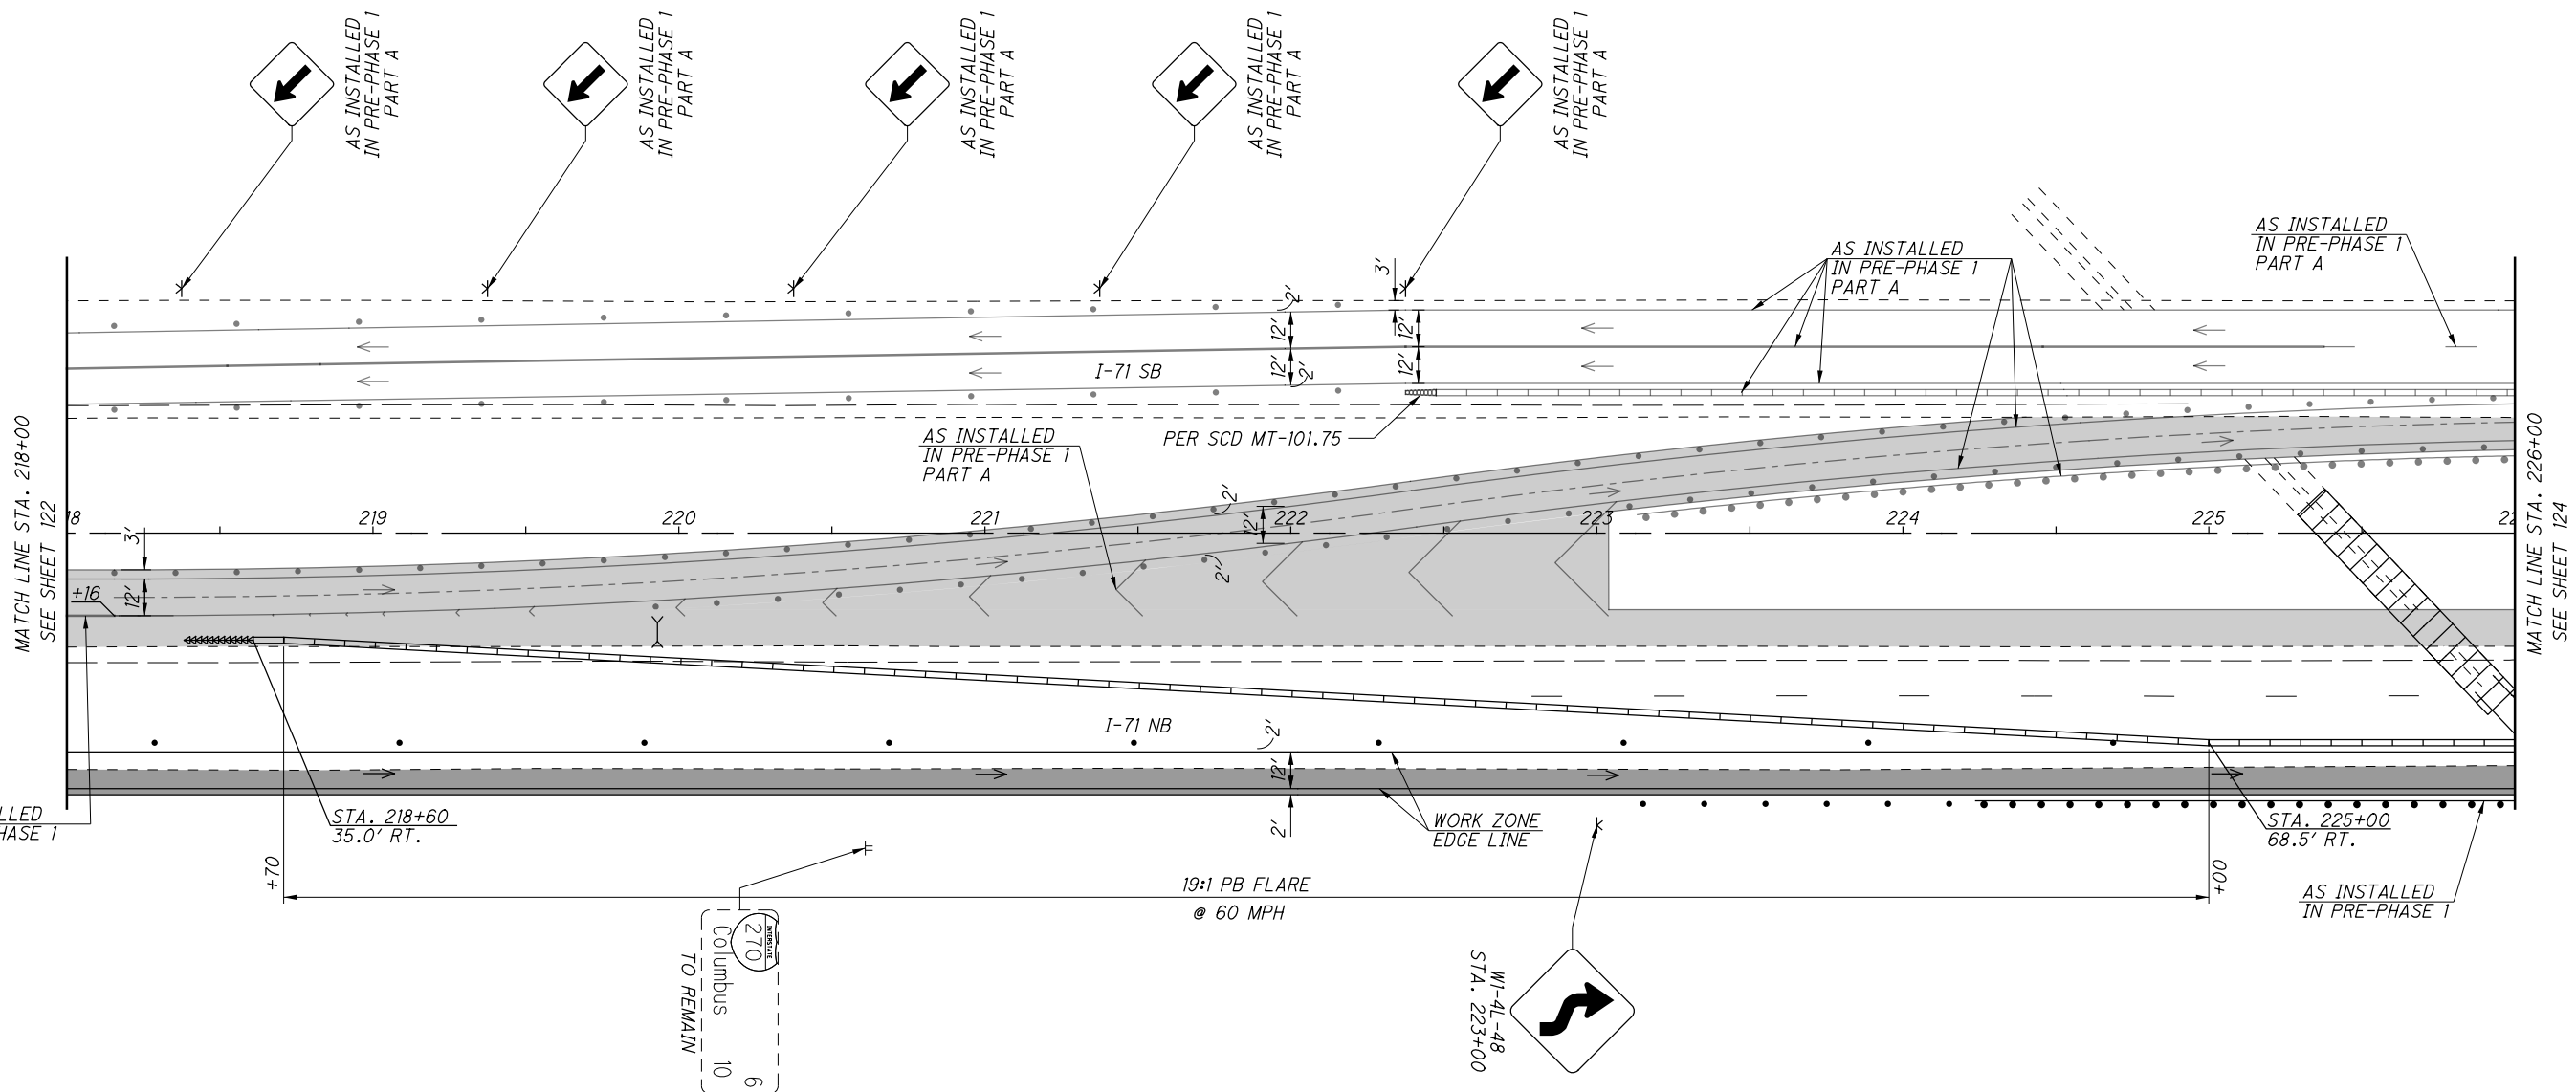 AS INSTALLED
IN PRE-PHASE 1
PART A
AS INSTALLED
IN PRE-PHASE 1
PART A
AS INSTALLED
IN PRE-PHASE 1
PART A
AS INSTALLED
IN PRE-PHASE 1
PART A
AS INSTALLED
IN PRE-PHASE 1
PART A
AS INSTALLED
IN PRE-PHASE 1
PART A
AS INSTALLED
IN PRE-PHASE 1
PART A
3'
2'
12'
12'
12'
12'
2'
I-71 SB
PER SCD MT-101.75
AS INSTALLED
IN PRE-PHASE 1
PART A
MATCH LINE STA. 218+00
SEE SHEET 122
MATCH LINE STA. 226+00
SEE SHEET 124
18
219
220
221
222
223
224
225
22
3'
12'
+16
2'
12'
2'
I-71 NB
2'
12'
2'
LLED
HASE 1
STA. 218+60
35.0' RT.
WORK ZONE
EDGE LINE
STA. 225+00
68.5' RT.
+70
+00
19:1 PB FLARE
@ 60 MPH
AS INSTALLED
IN PRE-PHASE 1
INTERSTATE
270 6
Columbus 10
TO REMAIN
W1-4L-48
STA. 223+00